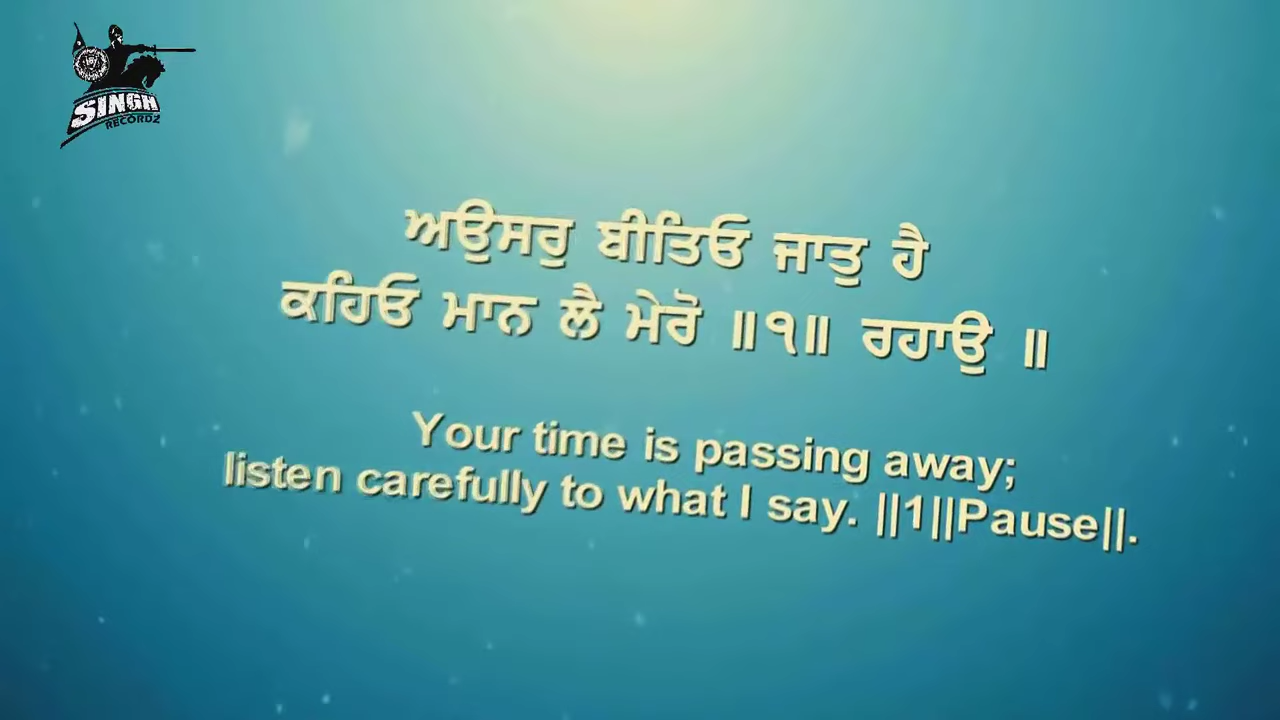 SINGH
RECORDZ
ਅਉਸਰੁ ਬੀਤਿਓ ਜਾਤੁ ਹੈ
ਕਹਿਓ ਮਾਨ ਲੈ ਮੇਰੋ ॥੧॥ ਰਹਾਉ ॥
Your time is passing away;
listen carefully to what I say. ||1||Pause||.